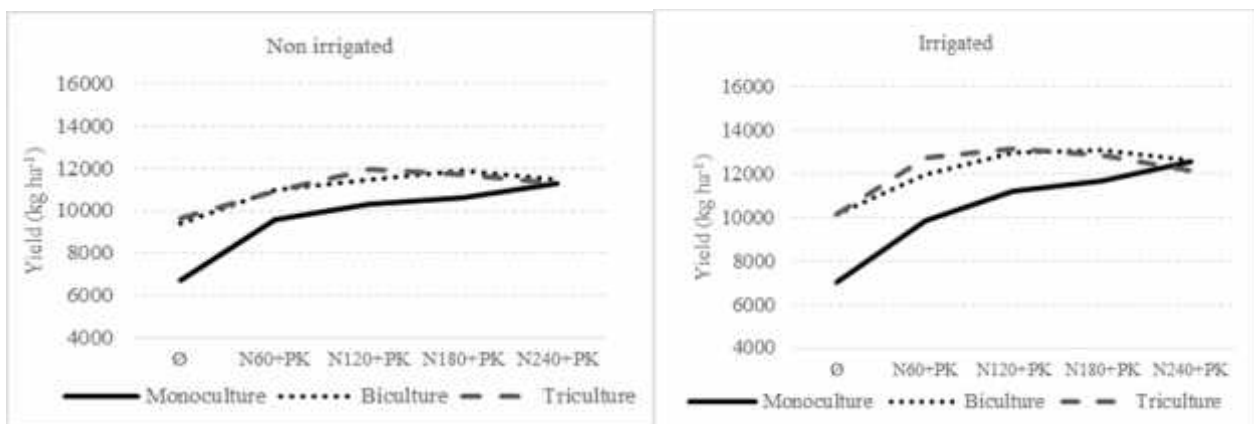 Non irrigated
Yield (kg ha⁻¹)
16000
14000
12000
10000
8000
6000
4000
Ø N60+PK N120+PK N180+PK N240+PK
Monoculture Biculture Triculture
Irrigated
Yield (kg ha⁻¹)
16000
14000
12000
10000
8000
6000
4000
Ø N60+PK N120+PK N180+PK N240+PK
Monoculture Biculture Triculture